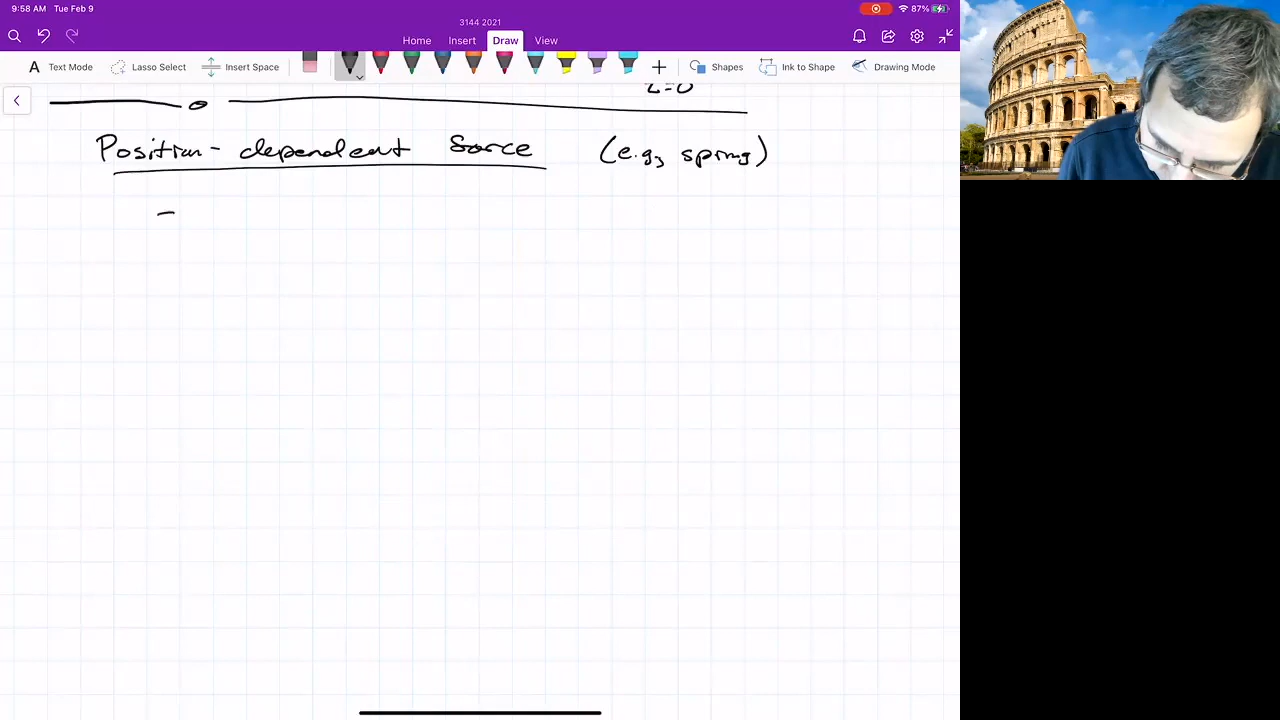 9:58 AM Tue Feb 9
87%
3144 2021
Home Insert Draw View
Text Mode Lasso Select Insert Space Shapes Ink to Shape Drawing Mode
Position-dependent force (e.g., spring)